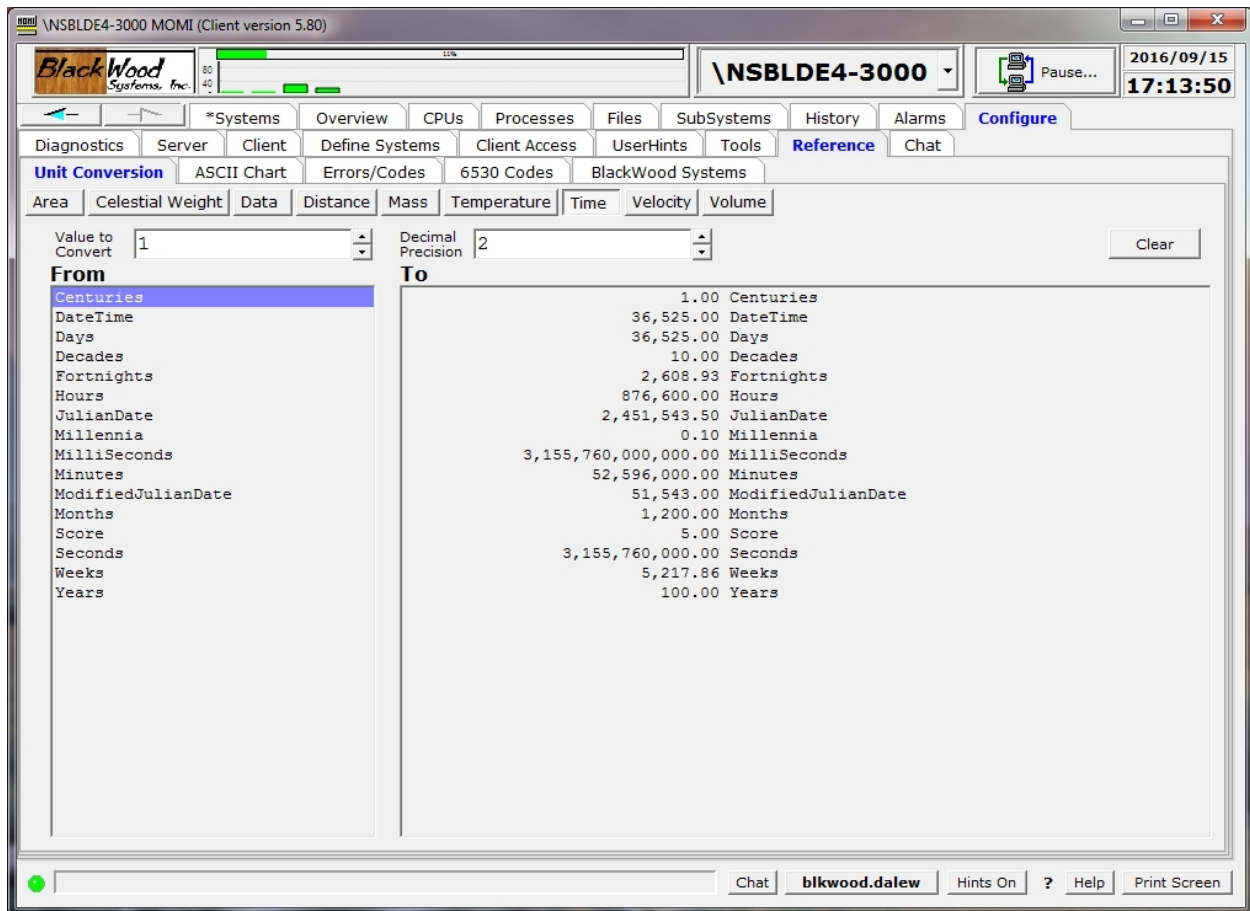 \NSBLDE4-3000 MOMI (Client version 5.80)
BlackWood
Systems, Inc.
80
40
11%
\NSBLDE4-3000
Pause...
2016/09/15
17:13:50
*Systems Overview CPUs Processes Files SubSystems History Alarms Configure
Diagnostics Server Client Define Systems Client Access UserHints Tools Reference Chat
Unit Conversion ASCII Chart Errors/Codes 6530 Codes BlackWood Systems
Area Celestial Weight Data Distance Mass Temperature Time Velocity Volume
Value to Convert 1 Decimal Precision 2 Clear
From To
Centuries 1.00 Centuries
DateTime 36,525.00 DateTime
Days 36,525.00 Days
Decades 10.00 Decades
Fortnights 2,608.93 Fortnights
Hours 876,600.00 Hours
JulianDate 2,451,543.50 JulianDate
Millennia 0.10 Millennia
MilliSeconds 3,155,760,000,000.00 MilliSeconds
Minutes 52,596,000.00 Minutes
ModifiedJulianDate 51,543.00 ModifiedJulianDate
Months 1,200.00 Months
Score 5.00 Score
Seconds 3,155,760,000.00 Seconds
Weeks 5,217.86 Weeks
Years 100.00 Years
Chat blkwood.dalew Hints On ? Help Print Screen